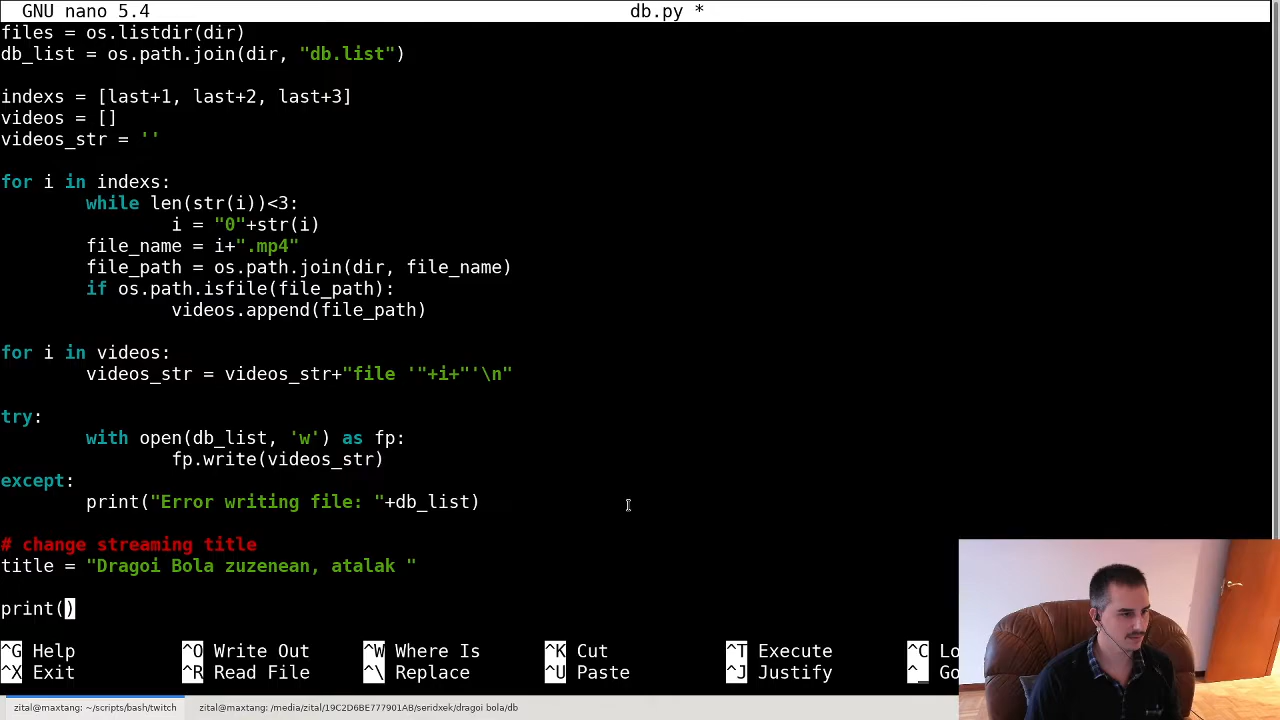 GNU nano 5.4 db.py *
files = os.listdir(dir)
db_list = os.path.join(dir, "db.list")
indexs = [last+1, last+2, last+3]
videos = []
videos_str = ''
for i in indexs:
while len(str(i))<3:
i = "0"+str(i)
file_name = i+".mp4"
file_path = os.path.join(dir, file_name)
if os.path.isfile(file_path):
videos.append(file_path)
for i in videos:
videos_str = videos_str+"file '"+i+"'\n"
try:
with open(db_list, 'w') as fp:
fp.write(videos_str)
except:
print("Error writing file: "+db_list)
# change streaming title
title = "Dragoi Bola zuzenean, atalak "
print()
^G Help ^O Write Out ^W Where Is ^K Cut ^T Execute ^C Lo
^X Exit ^R Read File ^\ Replace ^U Paste ^J Justify ^_ Go
zital@maxtang: ~/scripts/bash/twitch zital@maxtang: /media/zital/19C2D6BE777901AB/seridxek/dragoi bola/db